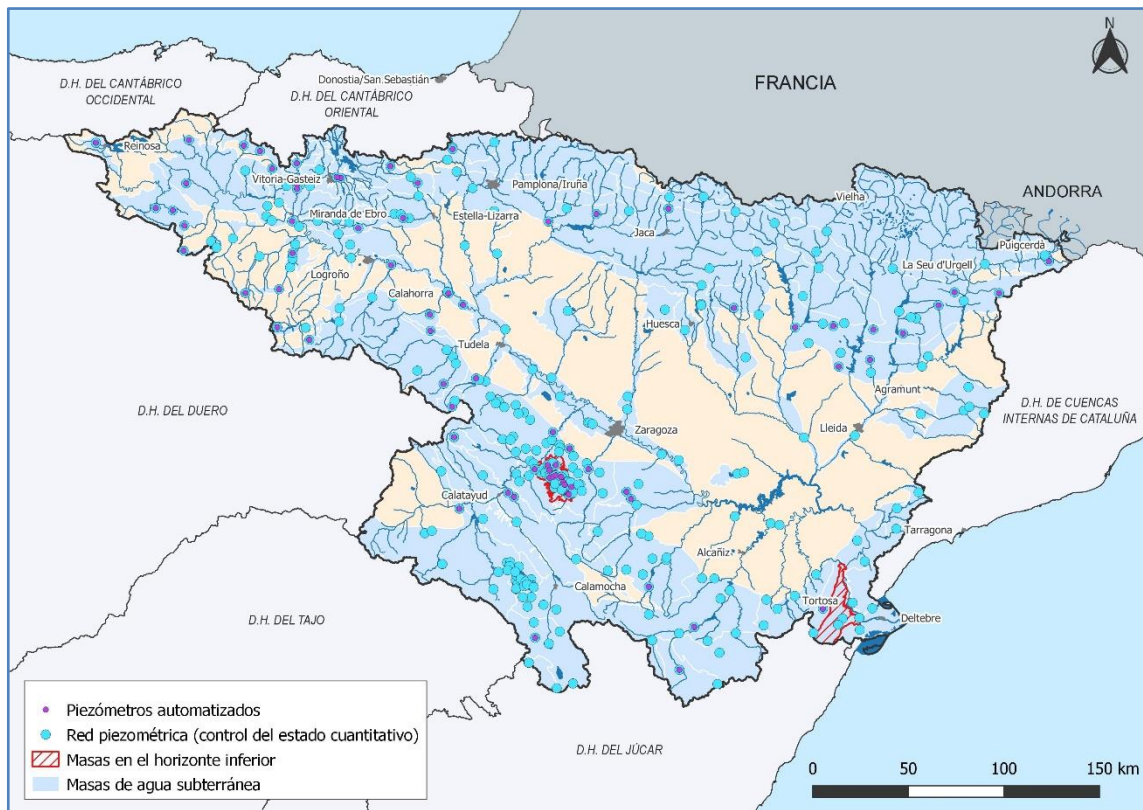 N
D.H. DEL CANTÁBRICO
OCCIDENTAL
Donostia/San Sebastián
D.H. DEL CANTÁBRICO
ORIENTAL
FRANCIA
ANDORRA
Reinosa
Vitoria-Gasteiz
Pamplona/Iruña
Vielha
Miranda de Ebro
Estella-Lizarra
Jaca
Puigcerdá
La Seu d'Urgell
Logroño
Calahorra
Huesca
Tudela
Agramunt
D.H. DEL DUERO
D.H. DE CUENCAS
INTERNAS DE CATALUÑA
Zaragoza
Lleida
Calatayud
Tarragona
Alcañiz
Calamocha
Tortosa
Deltebre
D.H. DEL TAJO
D.H. DEL JÚCAR
Piezómetros automatizados
Red piezométrica (control del estado cuantitativo)
Masas en el horizonte inferior
Masas de agua subterránea
0 50 100 150 km